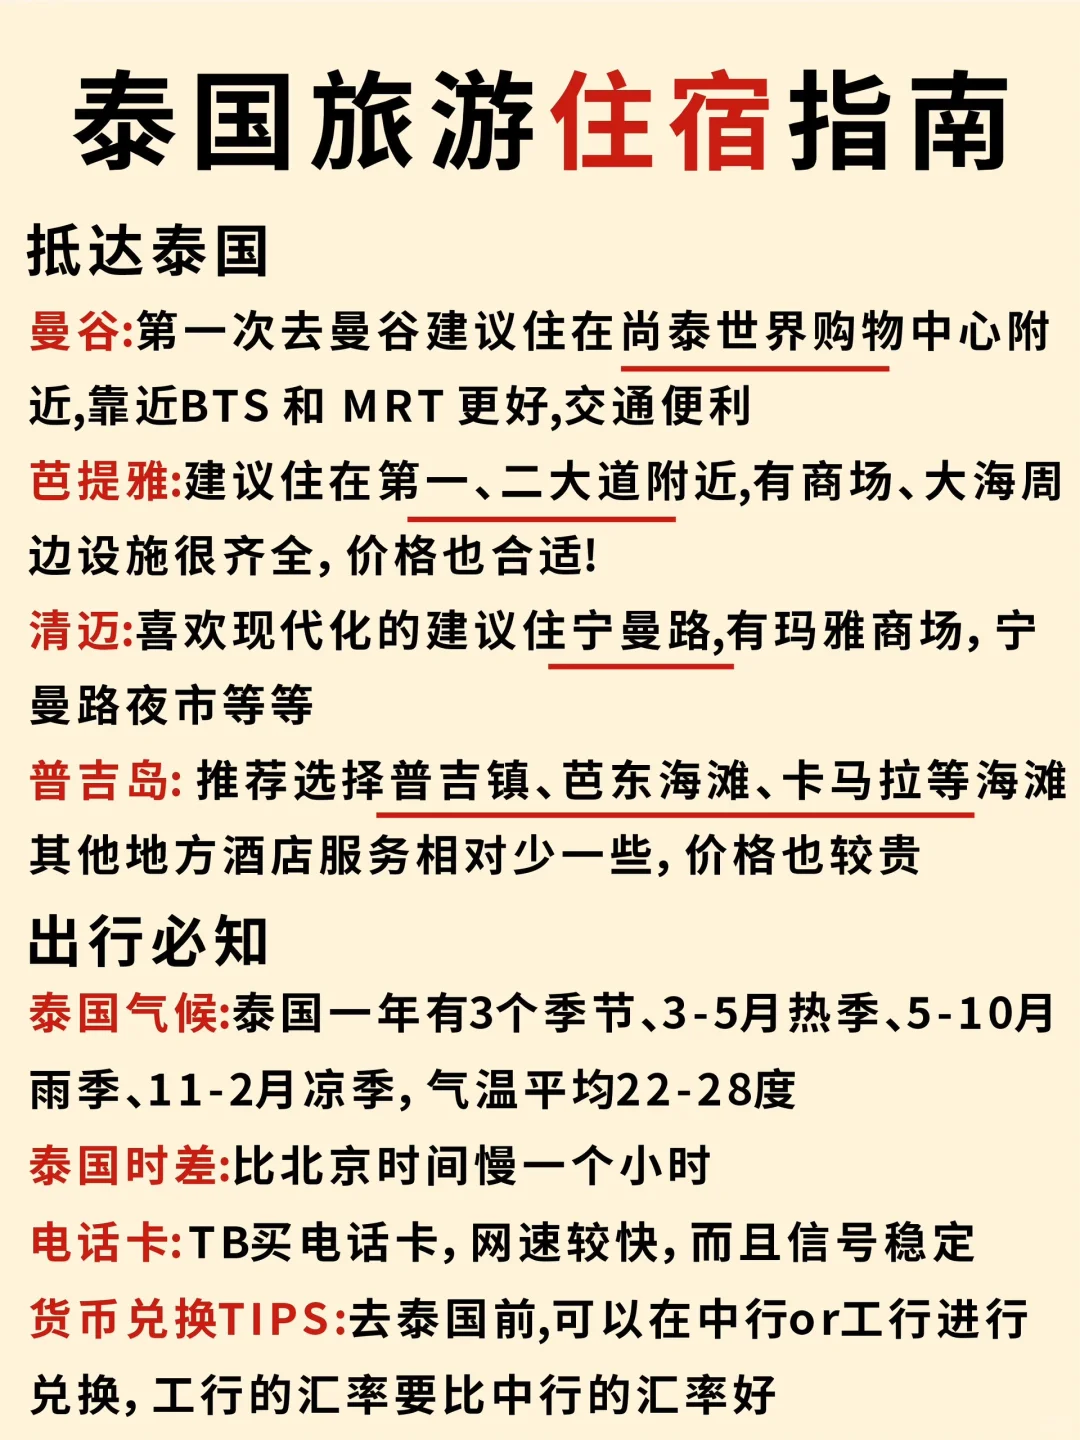 泰国旅游住宿指南
抵达泰国
曼谷:第一次去曼谷建议住在尚泰世界购物中心附
近,靠近BTS 和 MRT 更好,交通便利
芭提雅:建议住在第一、二大道附近,有商场、大海周
边设施很齐全, 价格也合适!
清迈:喜欢现代化的建议住宁曼路,有玛雅商场, 宁
曼路夜市等等
普吉岛: 推荐选择普吉镇、芭东海滩、卡马拉等海滩
其他地方酒店服务相对少一些, 价格也较贵
出行必知
泰国气候:泰国一年有3个季节、3-5月热季、5-10月
雨季、11-2月凉季, 气温平均22-28度
泰国时差:比北京时间慢一个小时
电话卡:TB买电话卡, 网速较快, 而且信号稳定
货币兑换TIPS:去泰国前,可以在中行or工行进行
兑换, 工行的汇率要比中行的汇率好